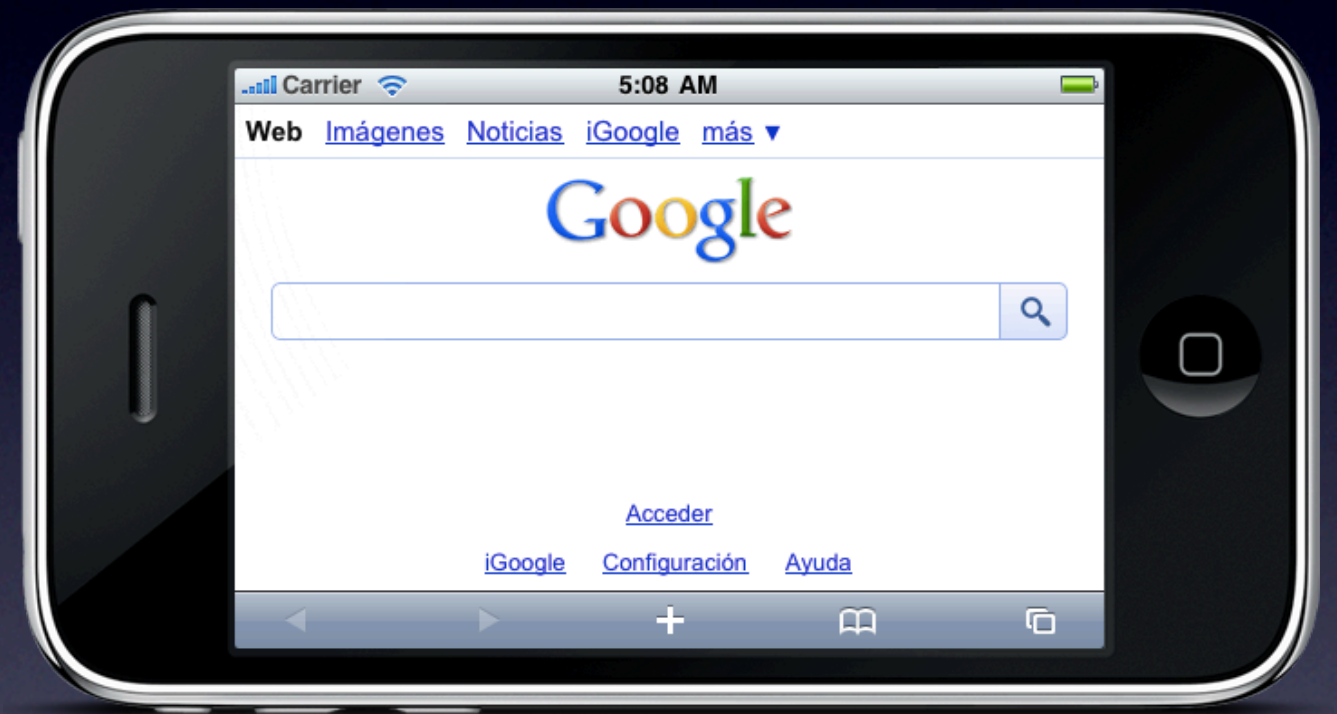 Carrier 5:08 AM
Web Imágenes Noticias iGoogle más ▼
Google
Acceder
iGoogle Configuración Ayuda